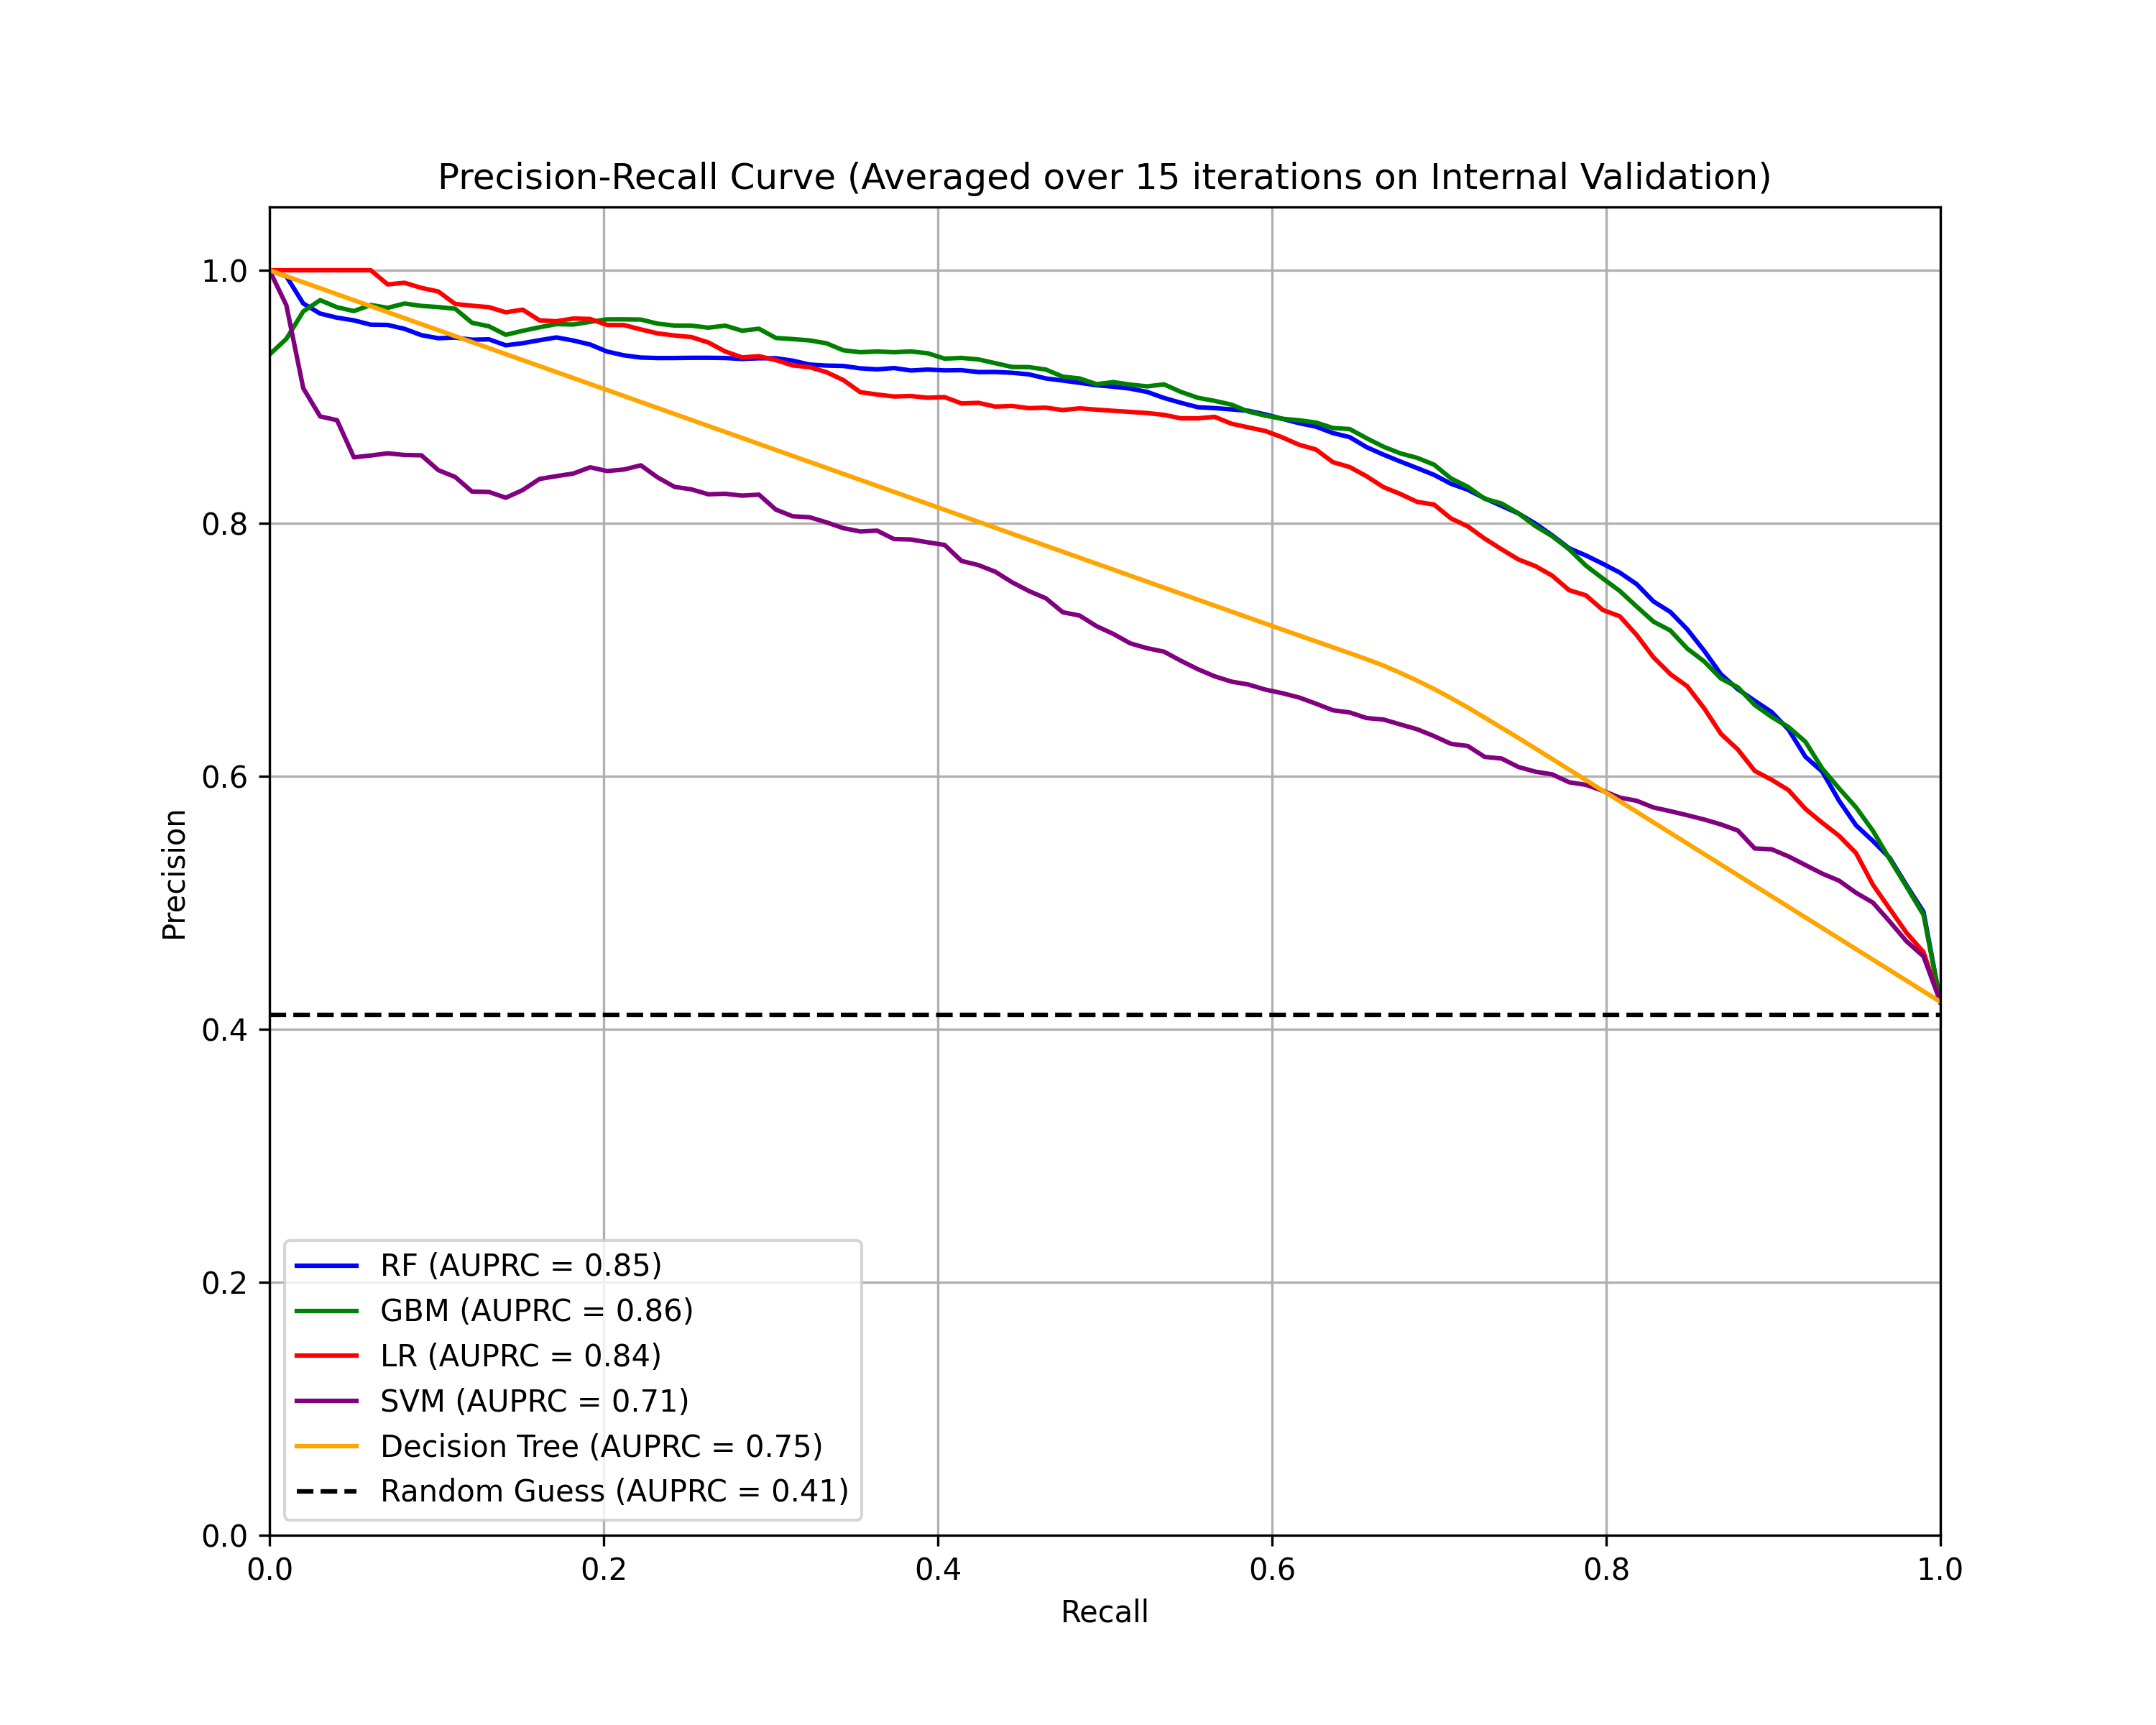 Precision-Recall Curve (Averaged over 15 iterations on Internal Validation)
1.0
0.8
0.6
0.4
0.2
0.0
Precision
RF (AUPRC = 0.85)
GBM (AUPRC = 0.86)
LR (AUPRC = 0.84)
SVM (AUPRC = 0.71)
Decision Tree (AUPRC = 0.75)
Random Guess (AUPRC = 0.41)
0.0 0.2 0.4 0.6 0.8 1.0
Recall